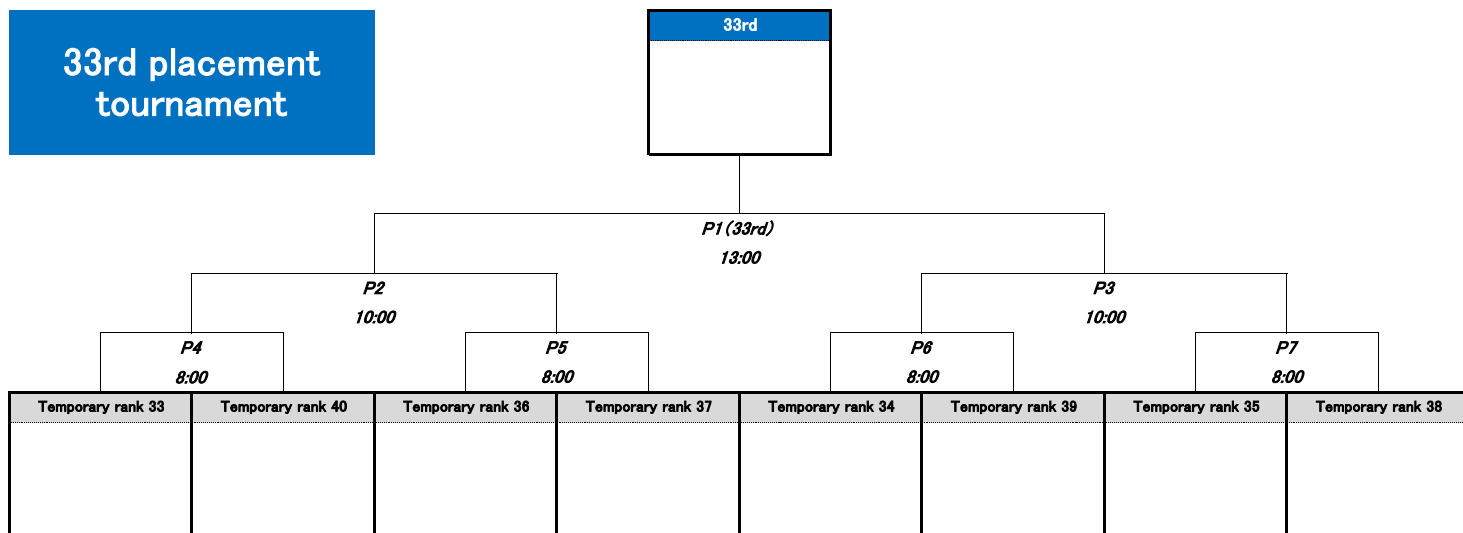 33rd placement
tournament
33rd
P1(33rd)
13:00
P2
P3
10:00
10:00
P4
P5
P6
P7
8:00
8:00
8:00
8:00
Temporary rank 33
Temporary rank 40
Temporary rank 36
Temporary rank 37
Temporary rank 34
Temporary rank 39
Temporary rank 35
Temporary rank 38